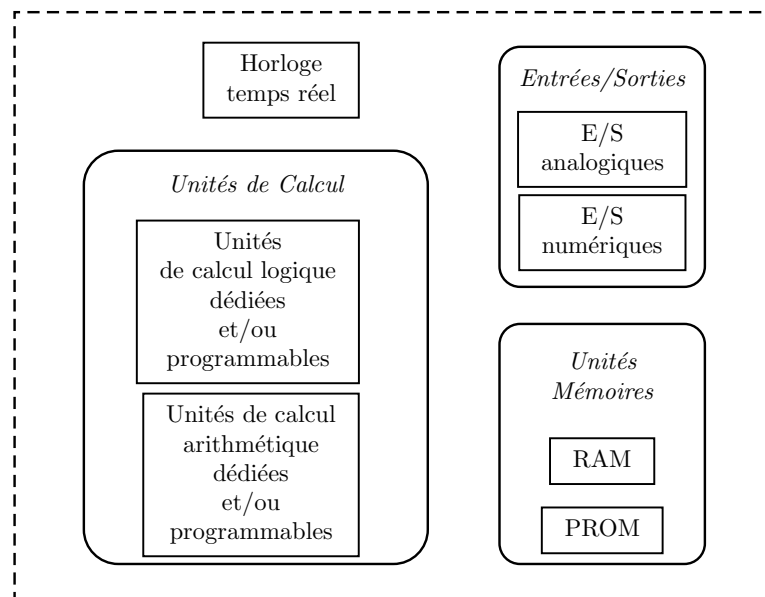 Horloge
temps réel
Unités de Calcul
Unités
de calcul logique
dédiées
et/ou
programmables
Unités de calcul
arithmétique
dédiées
et/ou
programmables
Entrées/Sorties
E/S
analogiques
E/S
numériques
Unités
Mémoires
RAM
PROM